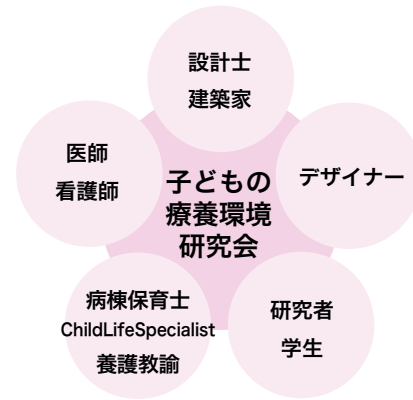 設計士
建築家
医師
看護師
デザイナー
子どもの
療養環境
研究会
病棟保育士
ChildLifeSpecialist
養護教諭
研究者
学生